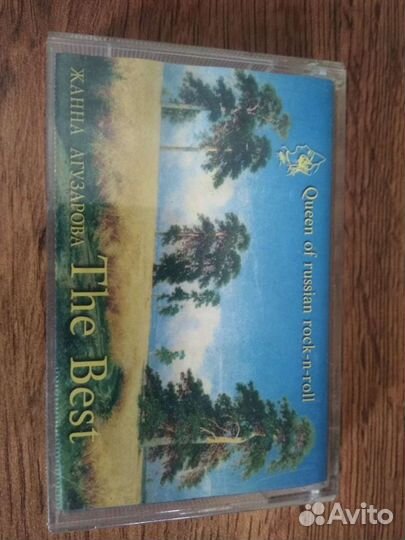 Queen of russian rock-n-roll
ЖАННА АГУЗАРОВА The Best
Avito